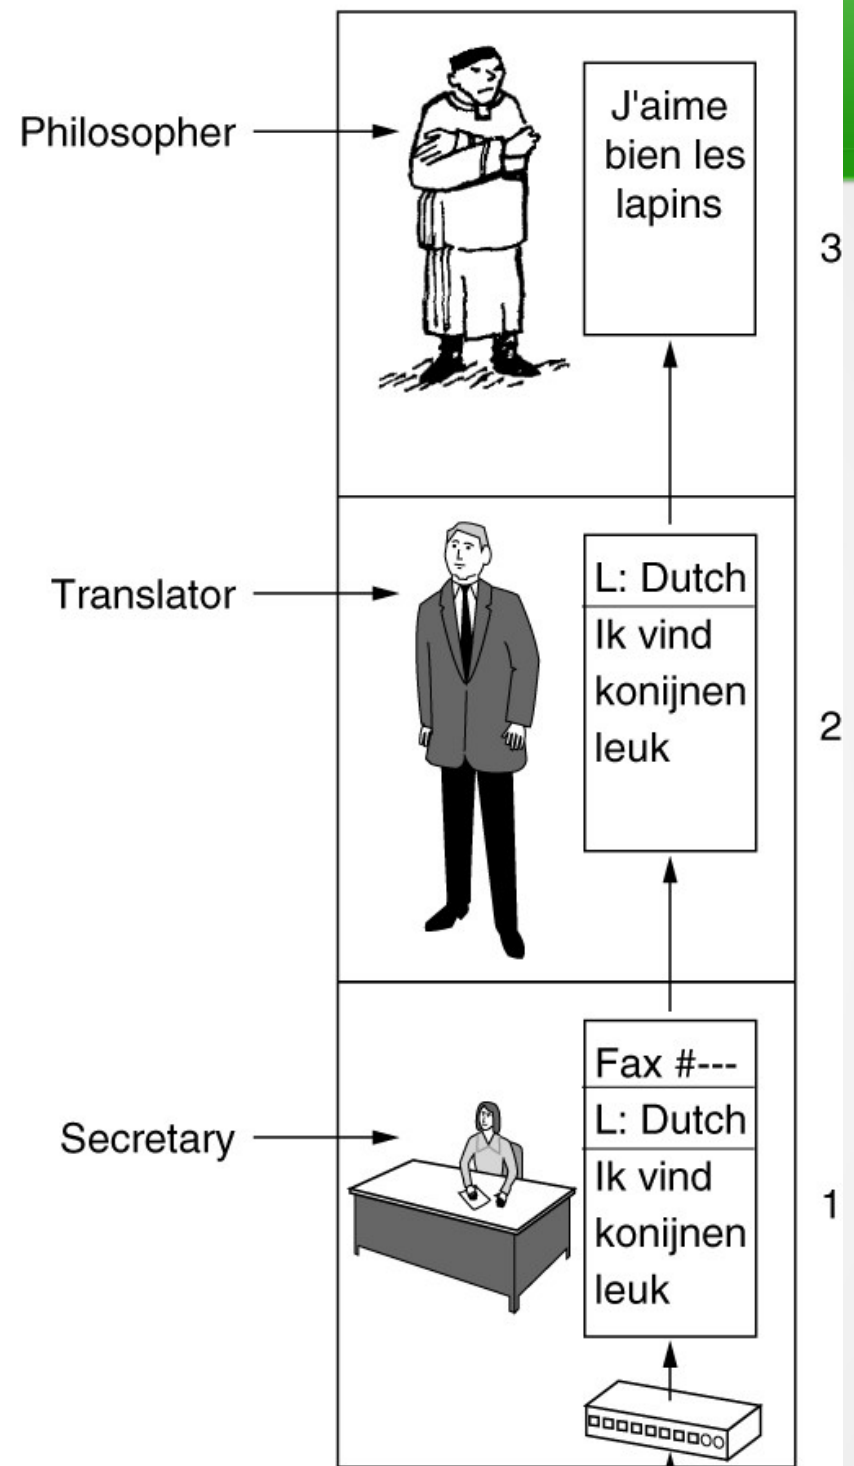 Philosopher
J'aime
bien les
lapins
3
Translator
L: Dutch
Ik vind
konijnen
leuk
2
Secretary
Fax #---
L: Dutch
Ik vind
konijnen
leuk
1